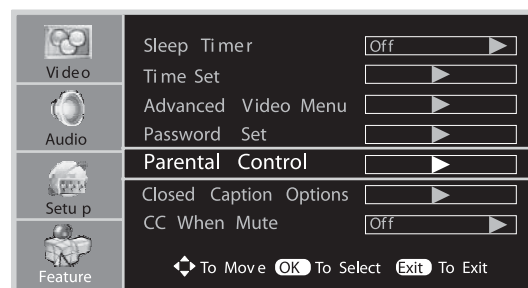 Video
Audio
Setup
Feature
Sleep Timer Off
Time Set
Advanced Video Menu
Password Set
Parental Control
Closed Caption Options
CC When Mute Off
To Move OK To Select Exit To Exit